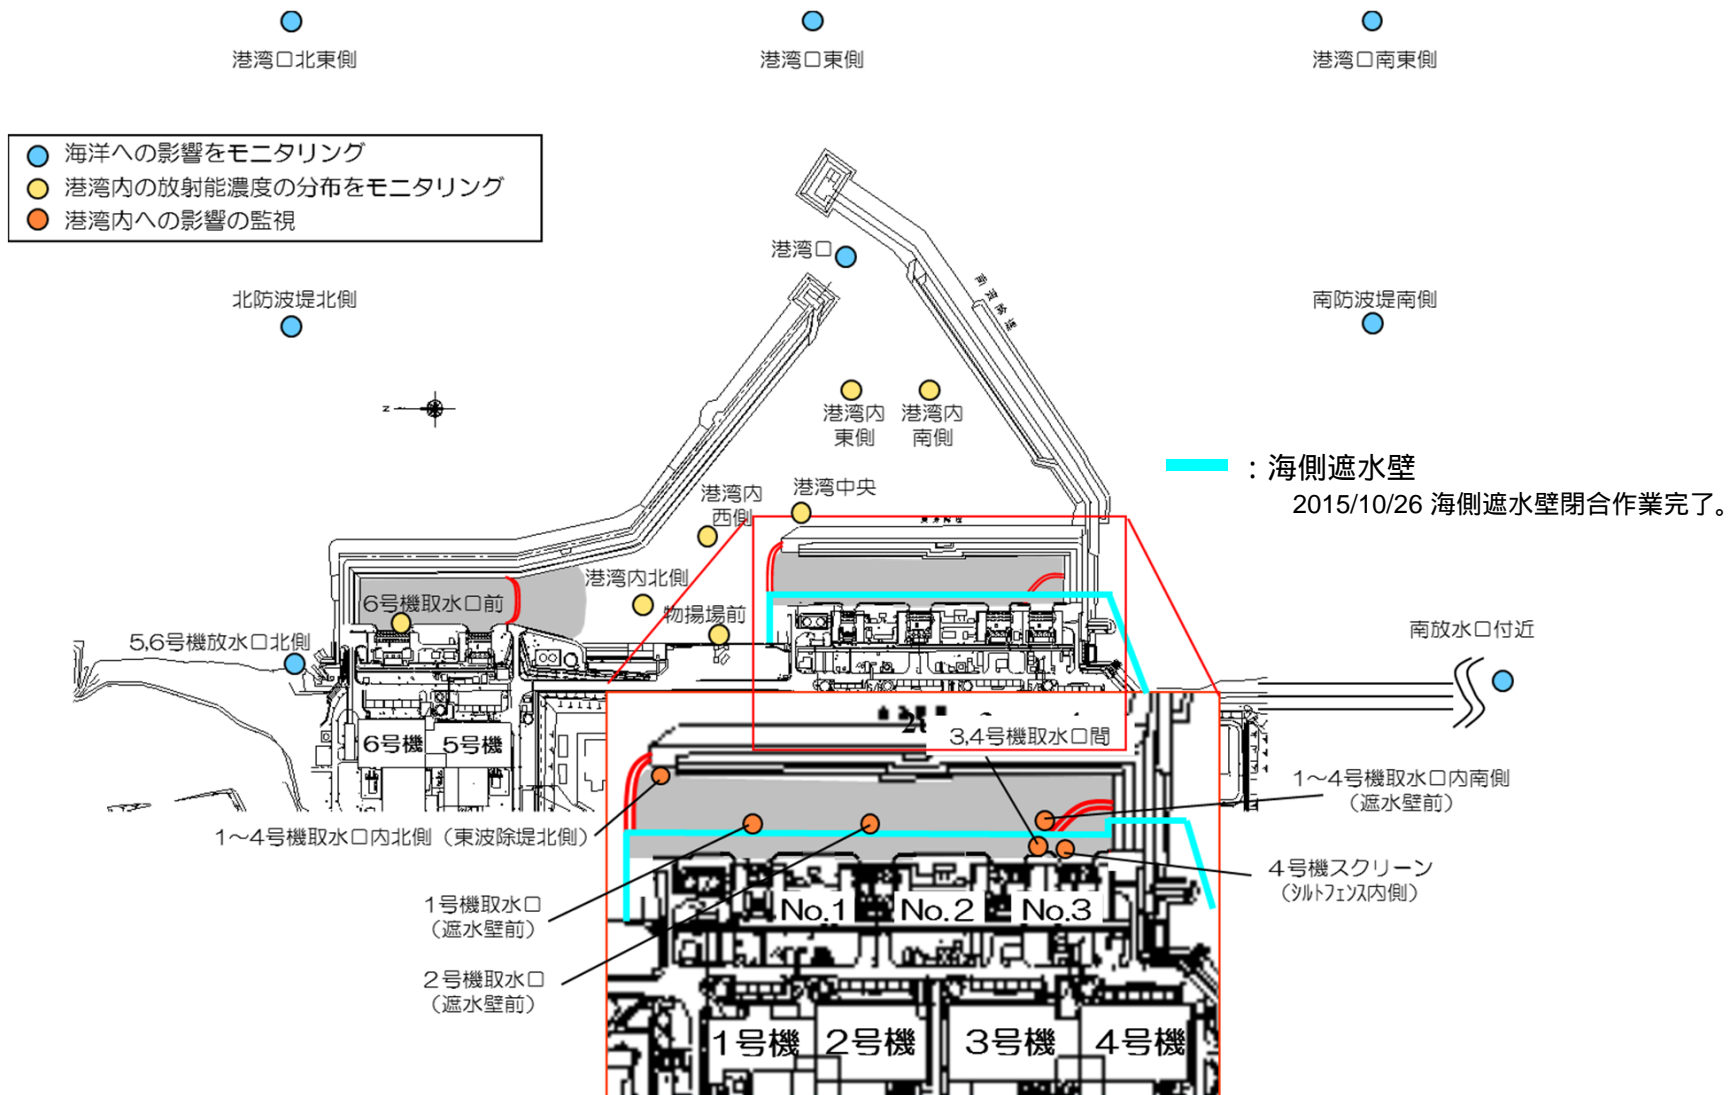 港湾口北東側
港湾口東側
港湾口南東側
海洋への影響をモニタリング
港湾内の放射能濃度の分布をモニタリング
港湾内への影響の監視
港湾口
北防波堤北側
南防波堤南側
南波除堤
N
港湾内
東側
港湾内
南側
：海側遮水壁
2015/10/26 海側遮水壁閉合作業完了。
港湾内
西側
港湾中央
港湾内北側
6号機取水口前
物揚場前
5,6号機放水口北側
南放水口付近
6号機
5号機
3,4号機取水口間
1～4号機取水口内南側
（遮水壁前）
1～4号機取水口内北側（東波除堤北側）
4号機スクリーン
（シルトフェンス内側）
1号機取水口
（遮水壁前）
No.1
No.2
No.3
2号機取水口
（遮水壁前）
1号機
2号機
3号機
4号機